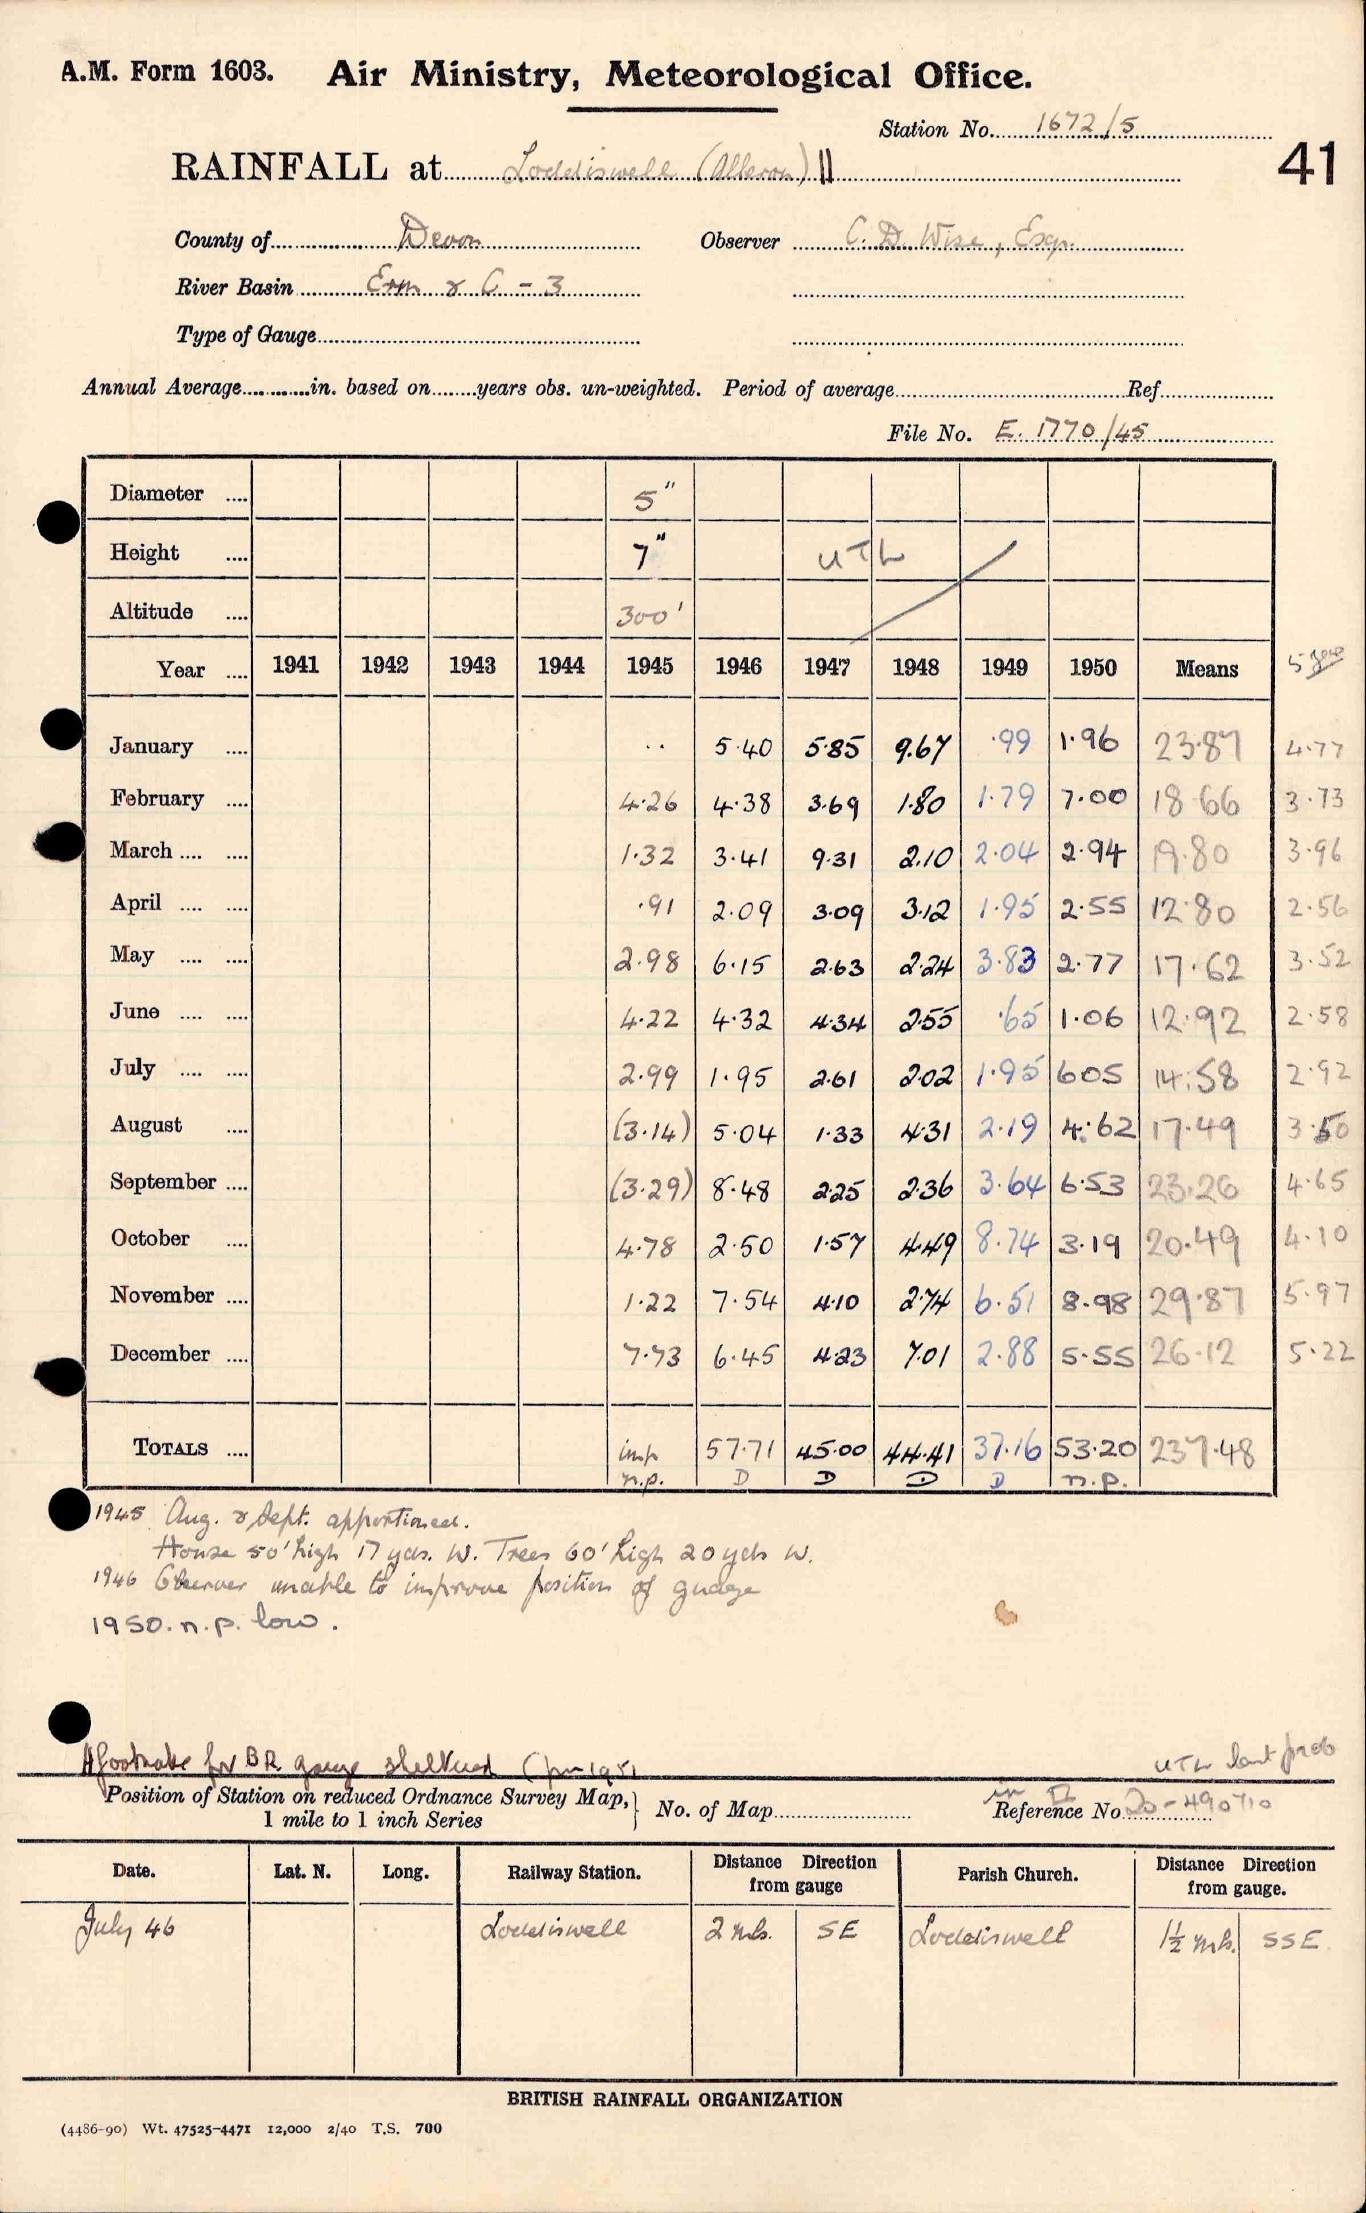 A.M. Form 1603. Air Ministry, Meteorological Office.
Station No. 1672/5
41
RAINFALL at Loddiswell (Alleron) II
County of Devon Observer C. D. Wise, Esqr.
River Basin Erm & C - 3
Type of Gauge
Annual Average in. based on years obs. un-weighted. Period of average Ref
File No. E. 1770/45
Diameter 5"
Height 7" UTL
Altitude 300'
Year 1941 1942 1943 1944 1945 1946 1947 1948 1949 1950 Means 5 year
January .. 5.40 5.85 9.67 .99 1.96 23.87 4.77
February 4.26 4.38 3.69 1.80 1.79 7.00 18.66 3.73
March 1.32 3.41 9.31 2.10 2.04 2.94 19.80 3.96
April .91 2.09 3.09 3.12 1.95 2.55 12.80 2.56
May 2.98 6.15 2.63 2.24 3.83 2.77 17.62 3.52
June 4.22 4.32 4.34 2.55 .65 1.06 12.92 2.58
July 2.99 1.95 2.61 2.02 1.95 6.05 14.58 2.92
August (3.14) 5.04 1.33 4.31 2.19 4.62 17.49 3.50
September (3.29) 8.48 2.25 2.36 3.64 6.53 23.26 4.65
October 4.78 2.50 1.57 4.49 8.74 3.19 20.49 4.10
November 1.22 7.54 4.10 2.74 6.51 8.98 29.87 5.97
December 7.73 6.45 4.23 7.01 2.88 5.55 26.12 5.22
TOTALS imp 57.71 45.00 44.41 37.16 53.20 237.48
n.p. D D D D n.p.
1945 Aug. & Sept. apportioned.
House 50' high 17 yds. W. Trees 60' high 20 yds W.
1946 Observer unable to improve position of guage
1950. n.p. low.
footnote for B.R. gauge sheltered 1951
UTL
Position of Station on reduced Ordnance Survey Map, 1 mile to 1 inch Series No. of Map Reference No 20-490710
in II
Date. Lat. N. Long. Railway Station. Distance Direction from gauge Parish Church. Distance Direction from gauge.
July 46 Loddiswell 2 mls. SE Loddiswell 1½ mls. SSE
BRITISH RAINFALL ORGANIZATION
(4486-90) Wt. 47525-4471 12,000 2/40 T.S. 700